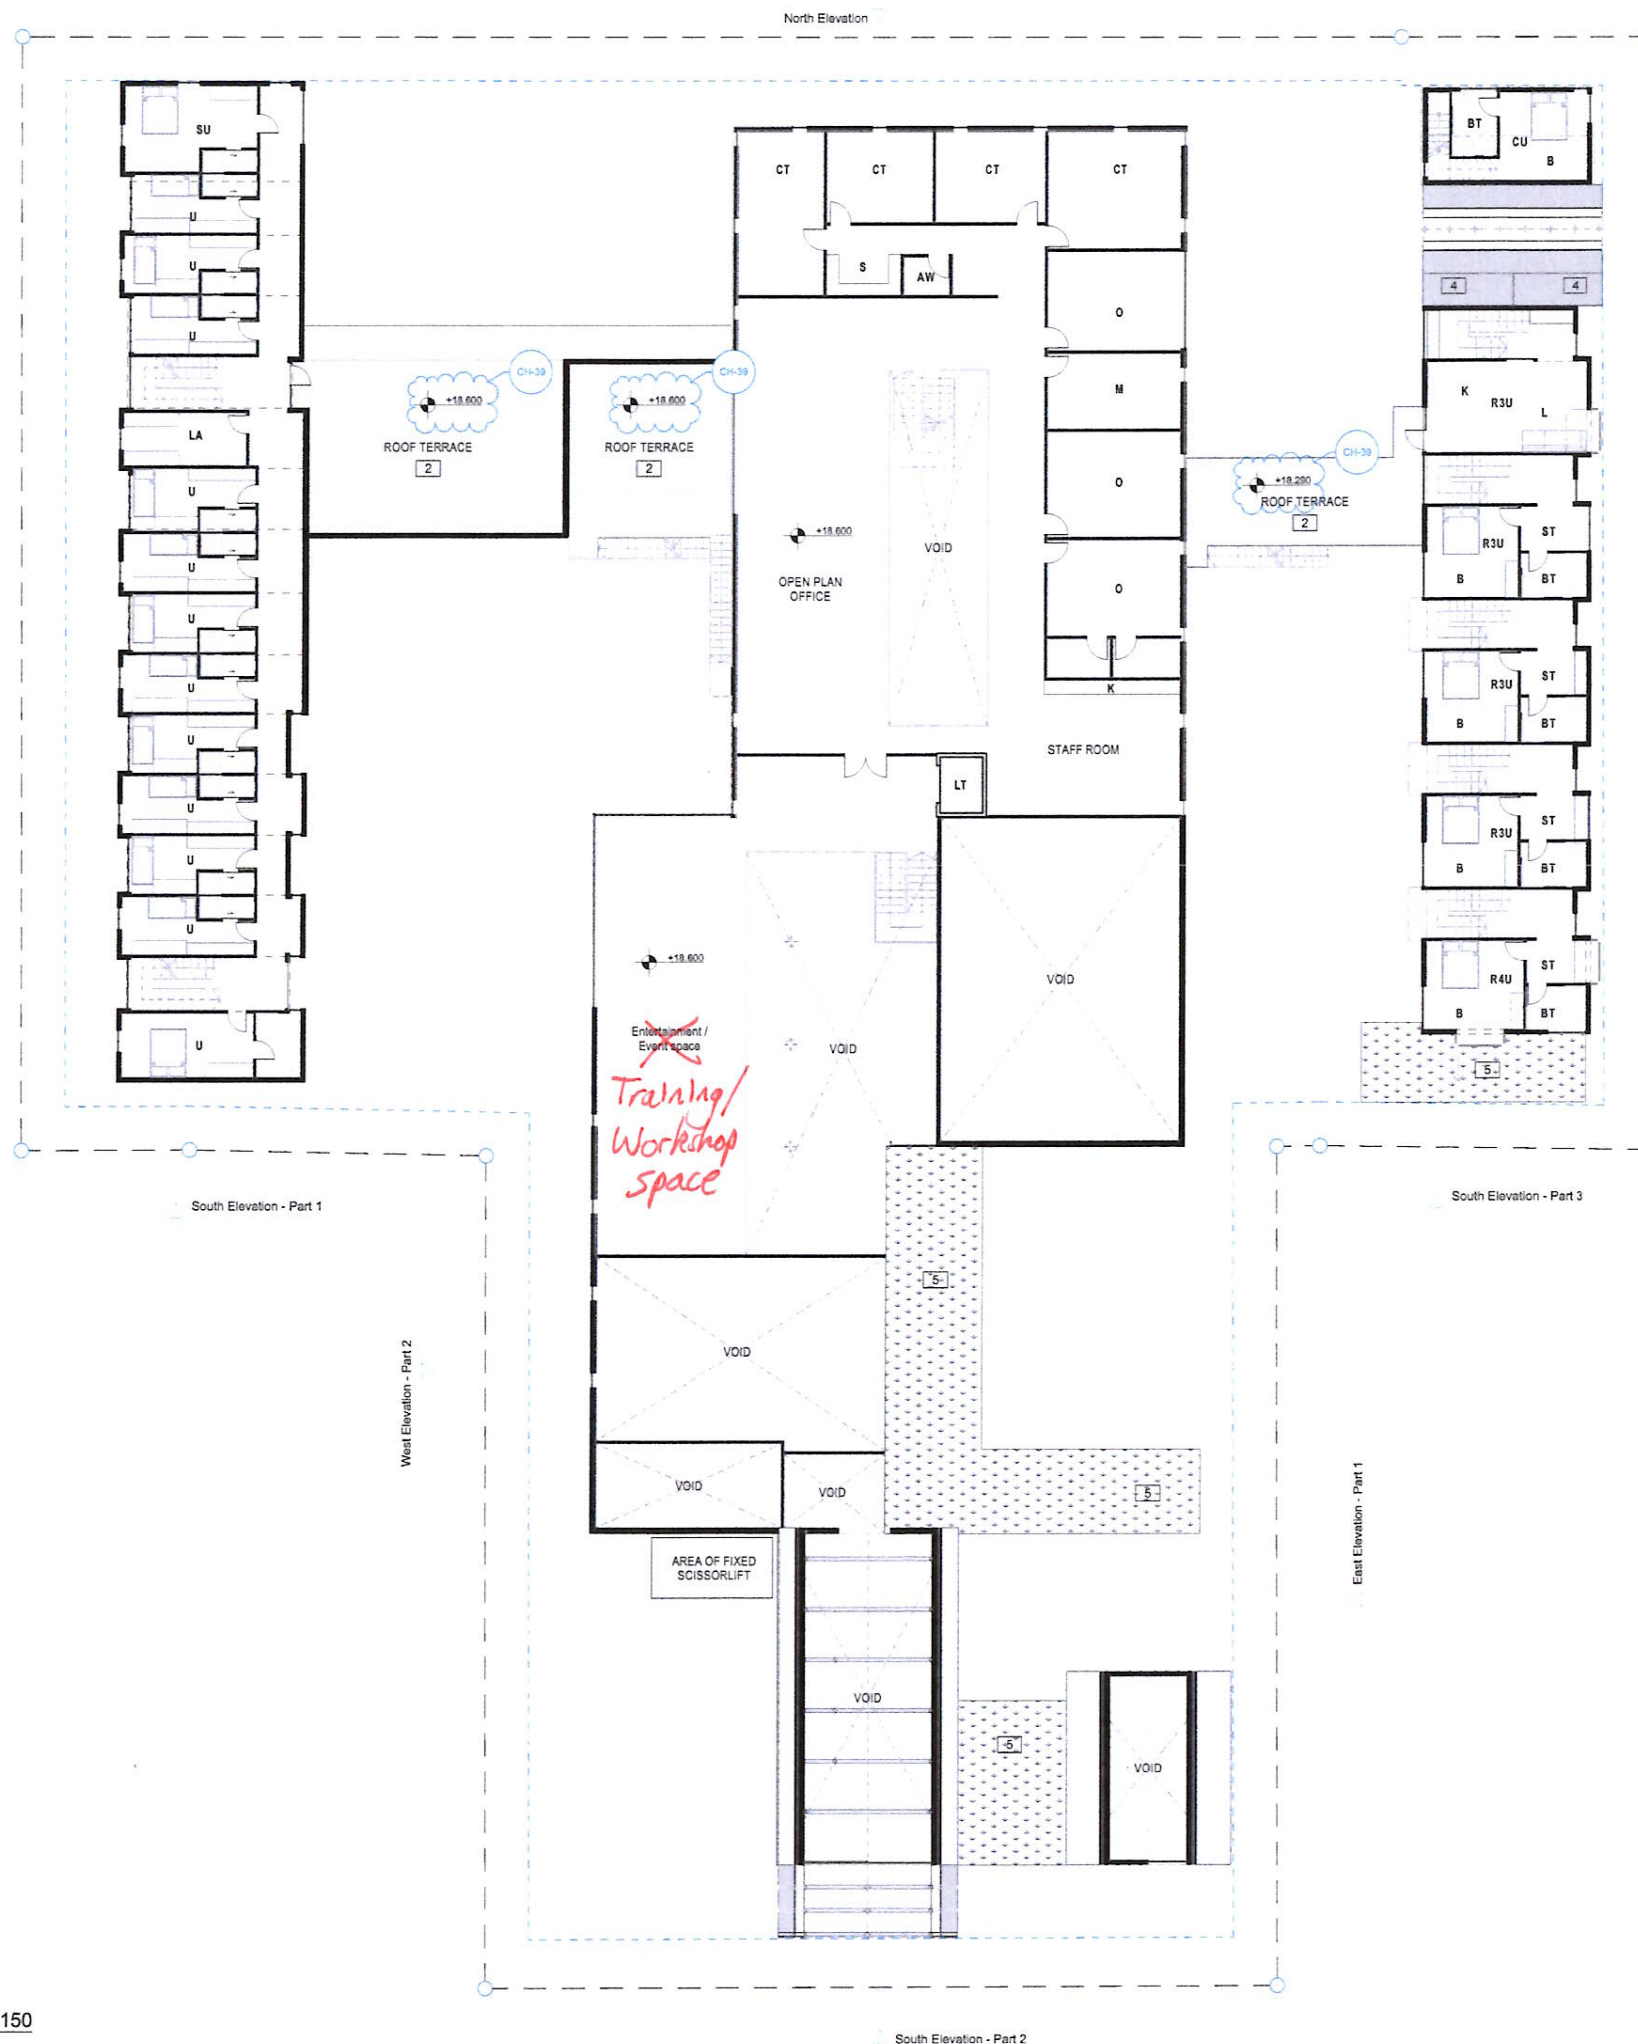 North Elevation
SU
U
U
U
LA
U
U
U
U
U
U
U
U
U
CH-39
+18.600
ROOF TERRACE
2
CH-39
+18.600
ROOF TERRACE
2
CT
CT
CT
CT
S
AW
O
M
O
O
K
+18.600
OPEN PLAN
OFFICE
VOID
STAFF ROOM
LT
CH-39
+18.280
ROOF TERRACE
2
BT
CU
B
4
4
K
R3U
L
R3U
ST
B
BT
R3U
ST
B
BT
R3U
ST
B
BT
R4U
ST
B
BT
5
+18.600
Entertainment /
Event space
Training/
Workshop
space
VOID
VOID
South Elevation - Part 1
South Elevation - Part 3
5
VOID
West Elevation - Part 2
VOID
VOID
5
East Elevation - Part 1
AREA OF FIXED
SCISSORLIFT
VOID
5
VOID
150
South Elevation - Part 2